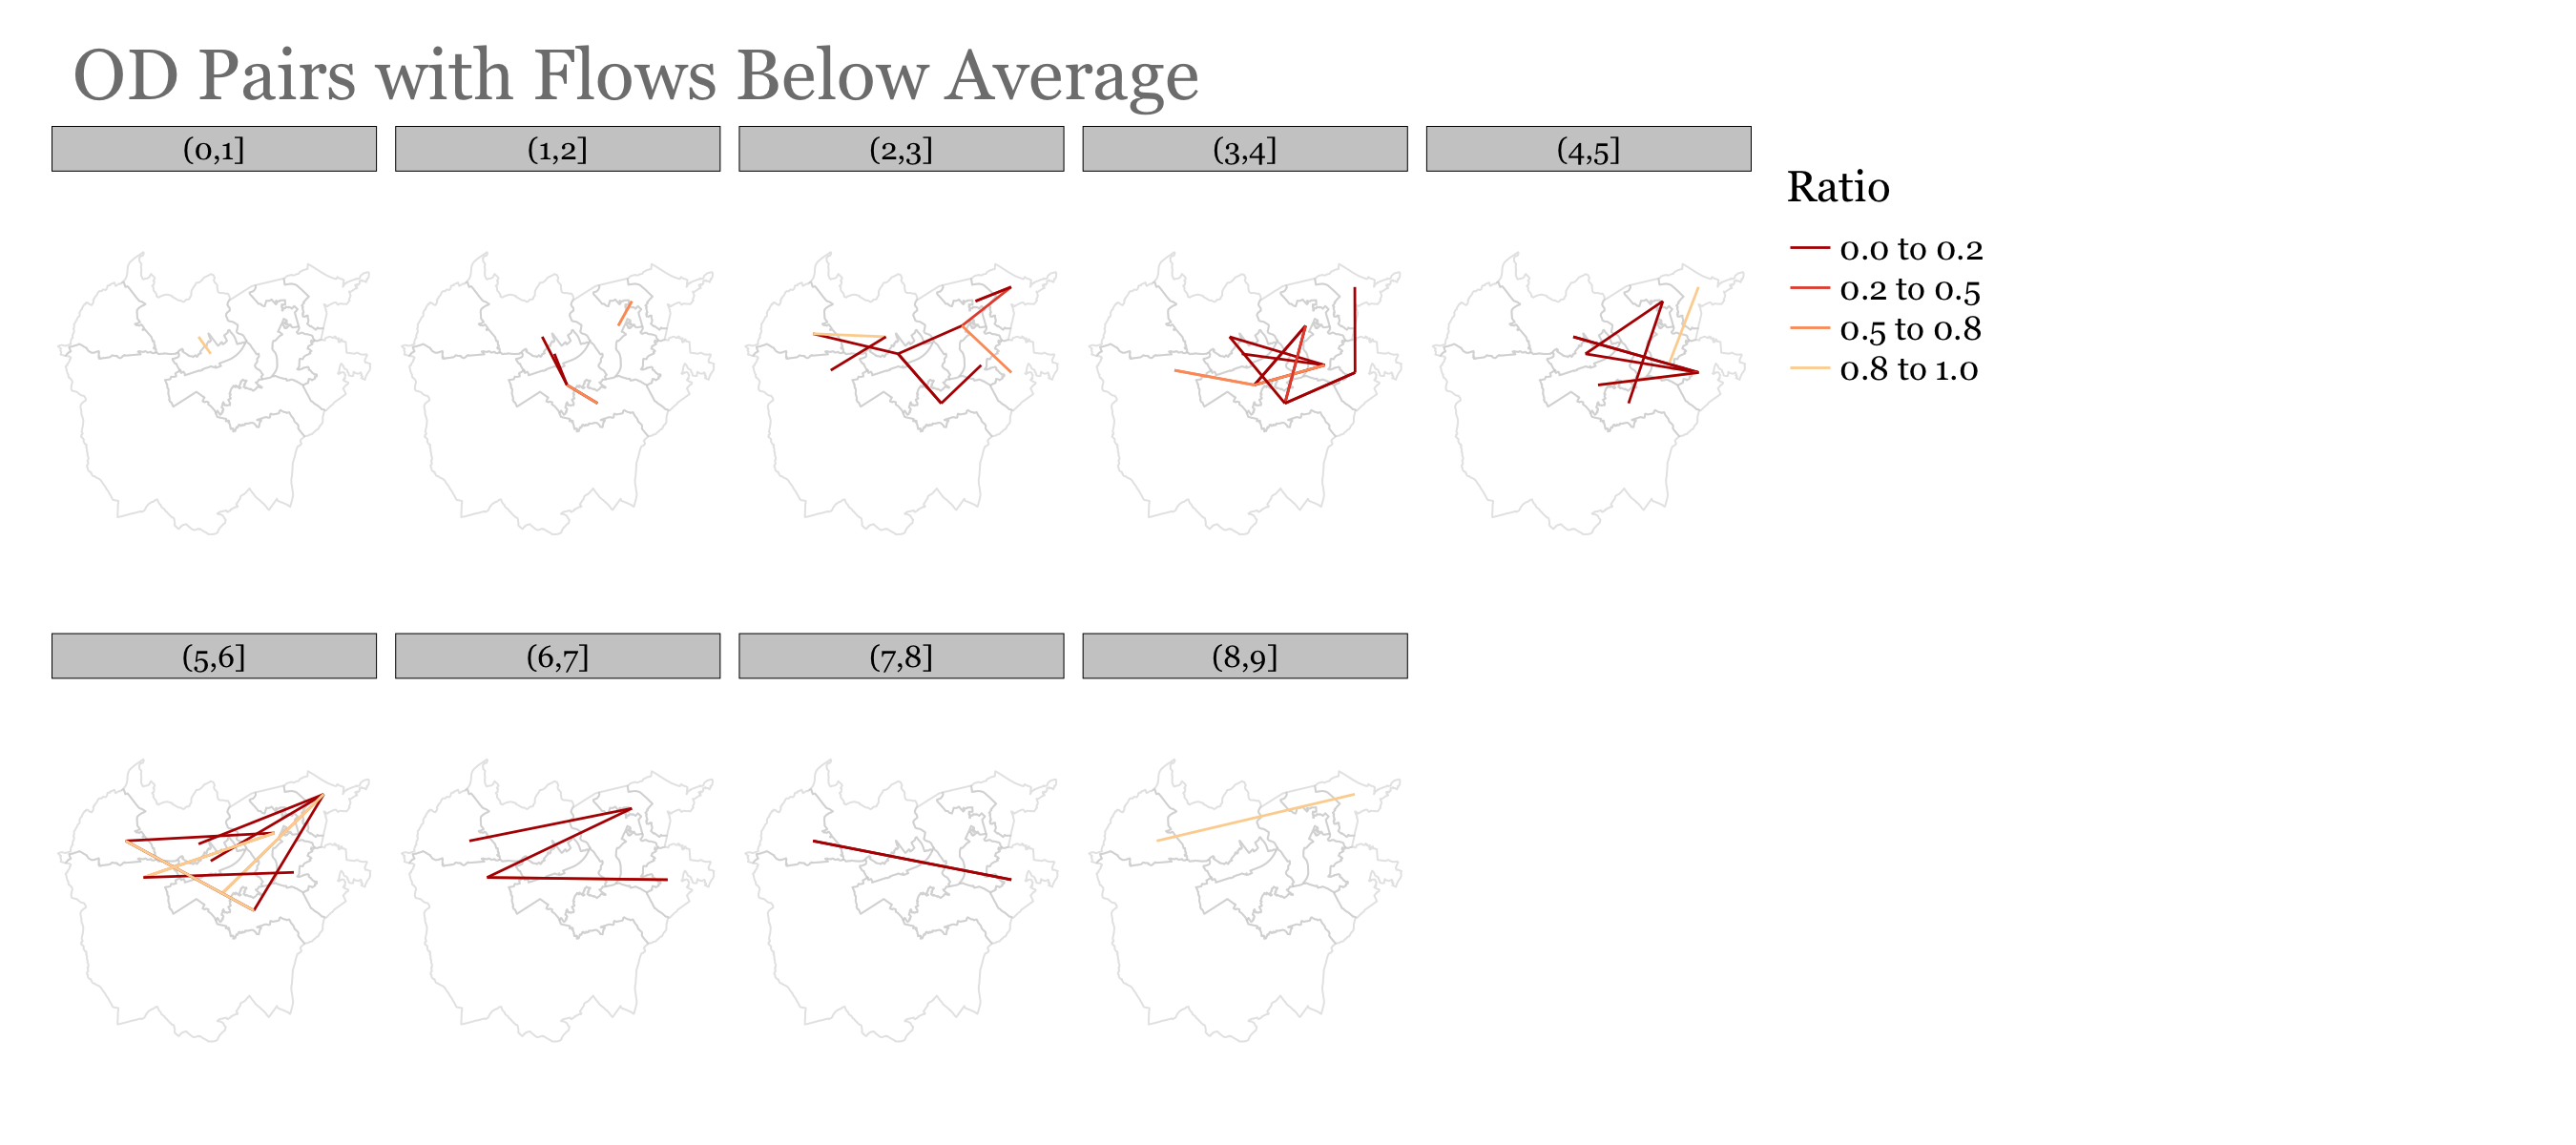 OD Pairs with Flows Below Average
(0,1]
(1,2]
(2,3]
(3,4]
(4,5]
Ratio
0.0 to 0.2
0.2 to 0.5
0.5 to 0.8
0.8 to 1.0
(5,6]
(6,7]
(7,8]
(8,9]